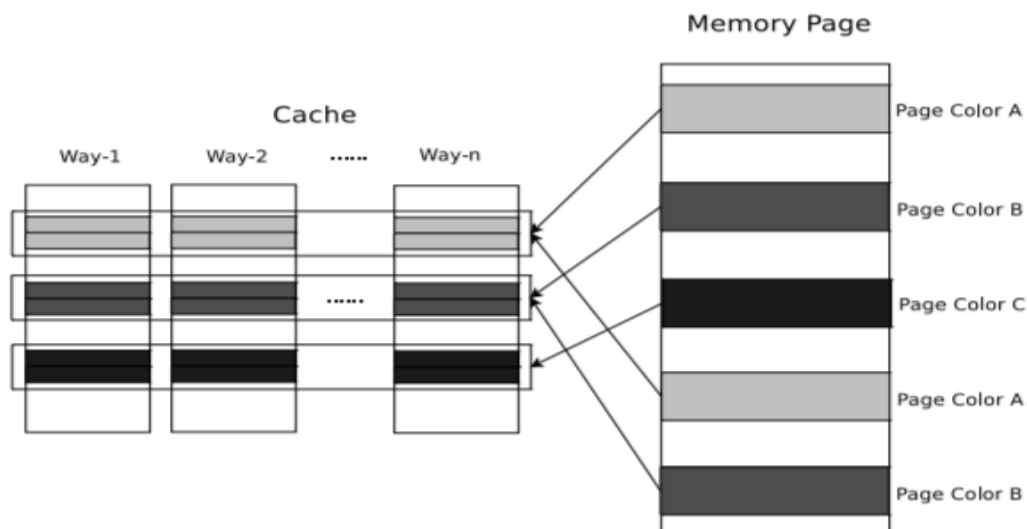 Memory Page
Cache
Way-1
Way-2
......
Way-n
......
Page Color A
Page Color B
Page Color C
Page Color A
Page Color B